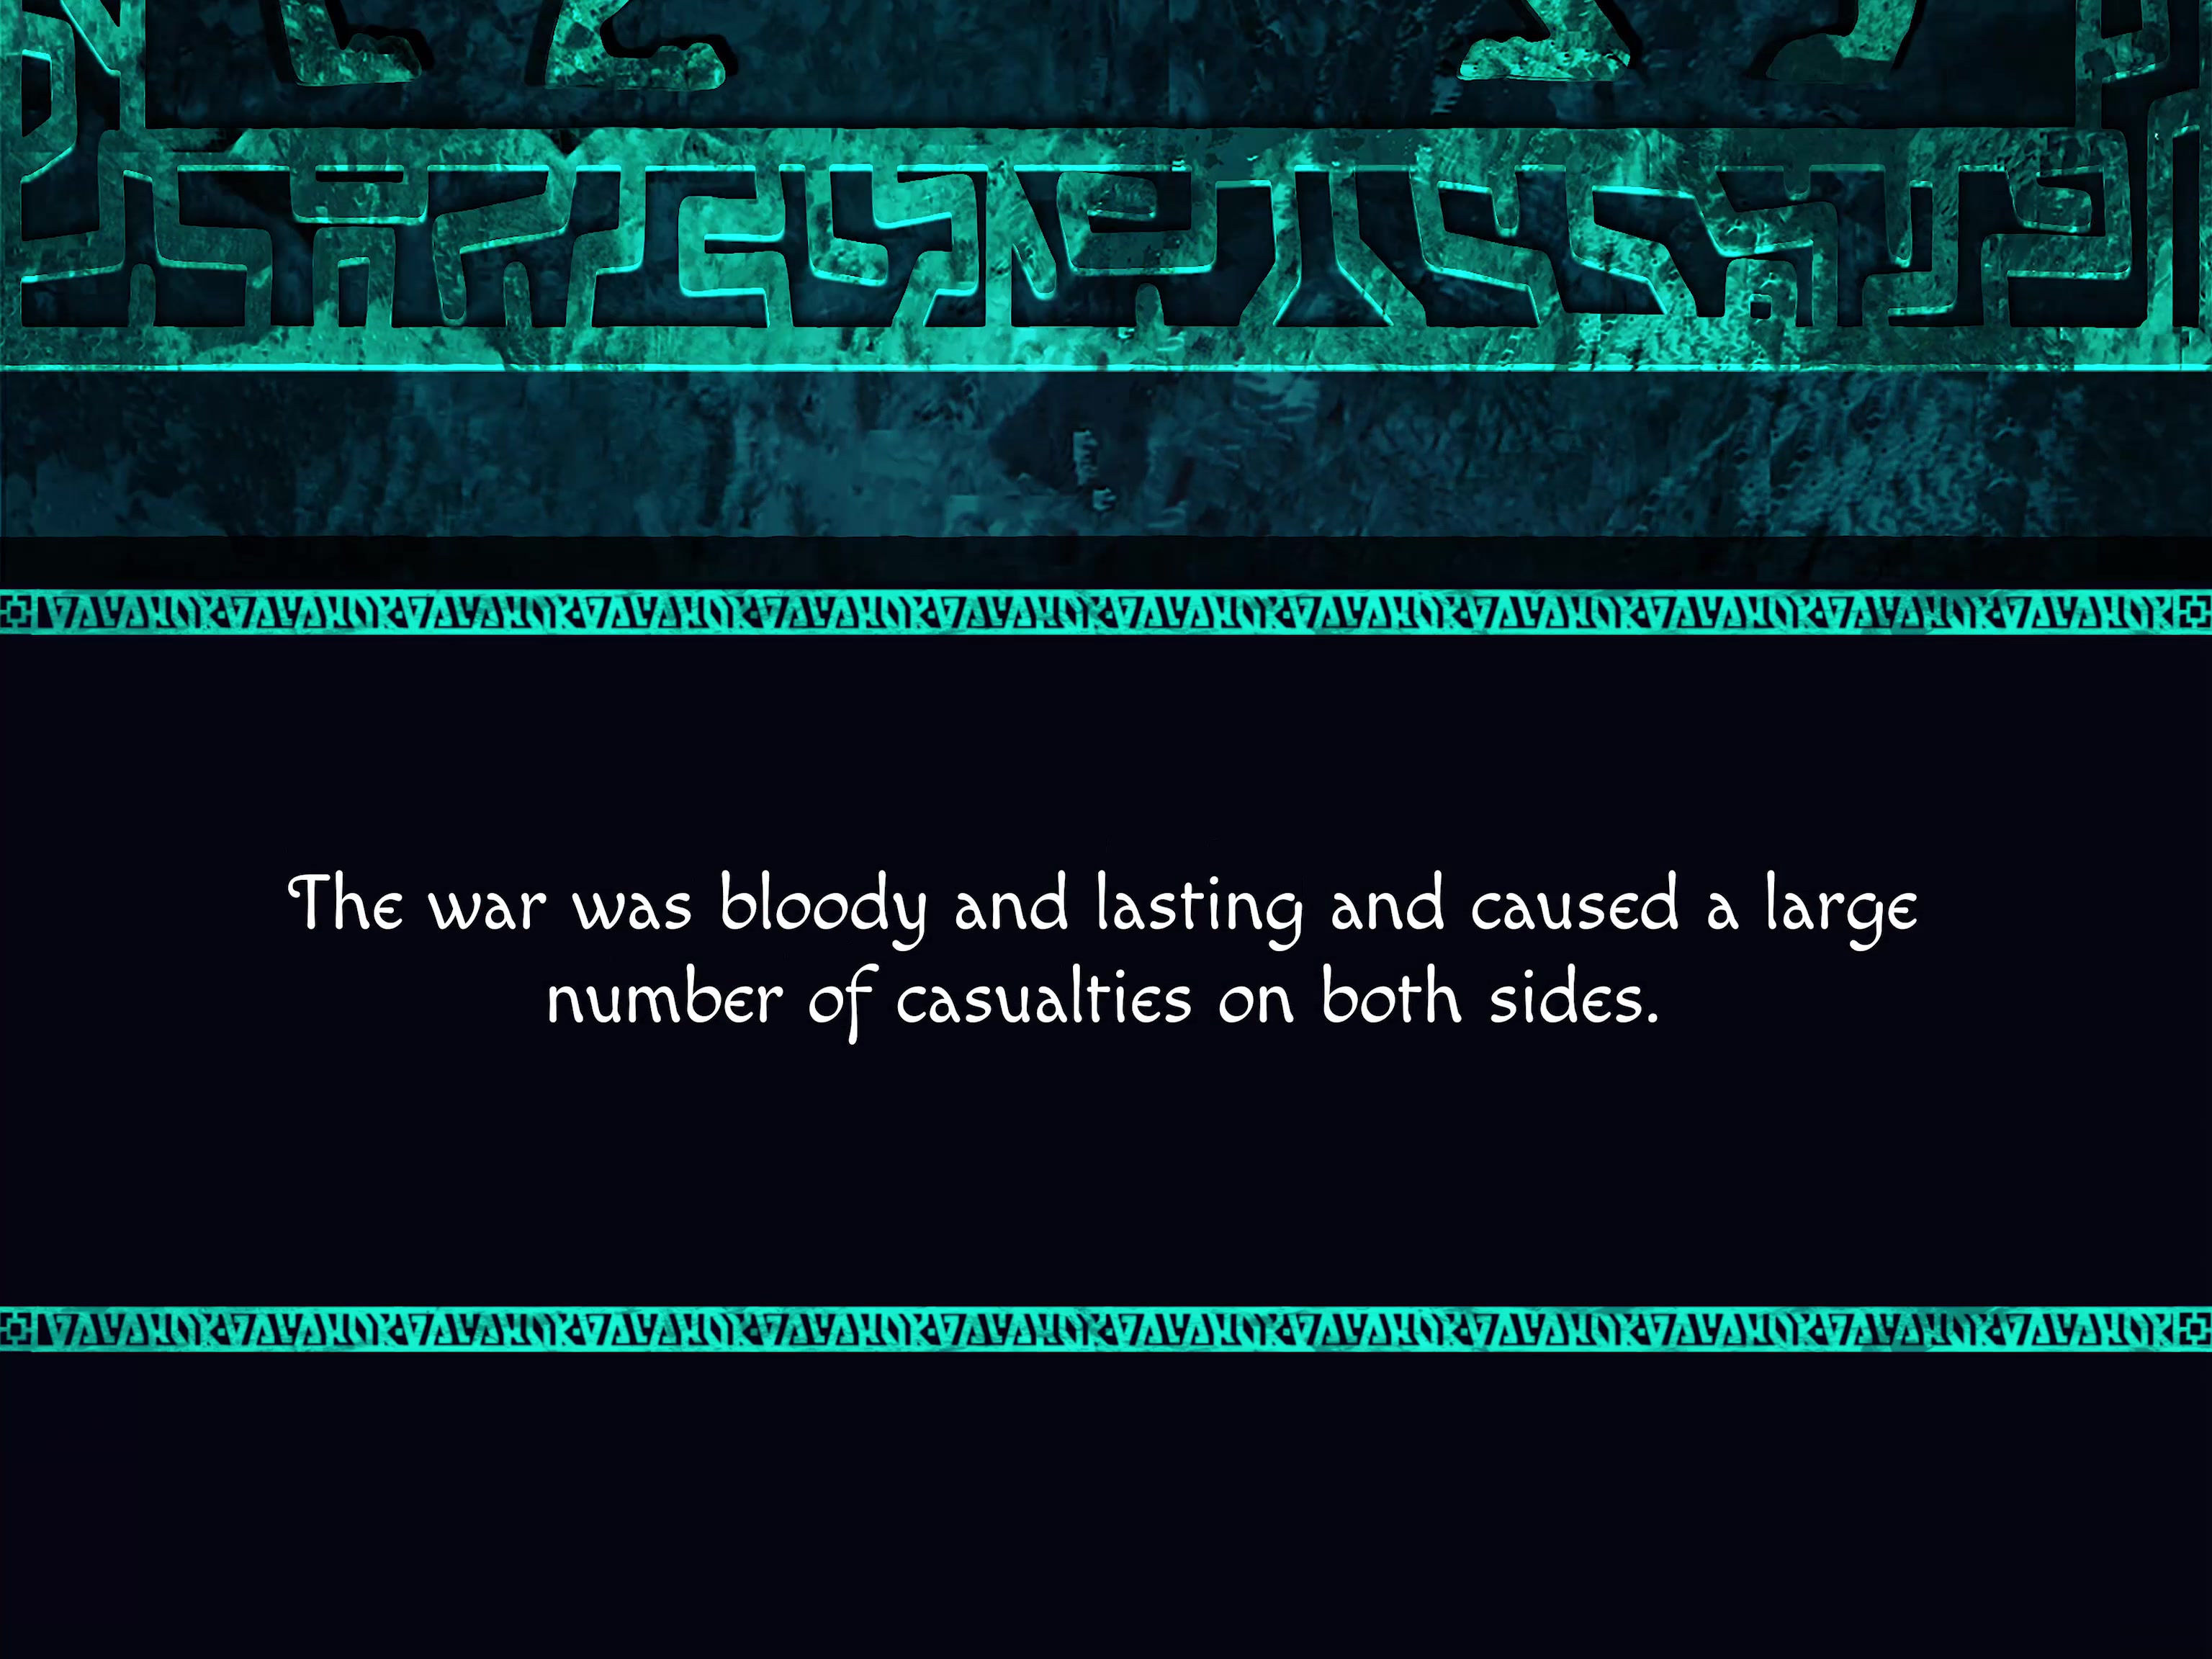 The war was bloody and lasting and caused a large
number of casualties on both sides.